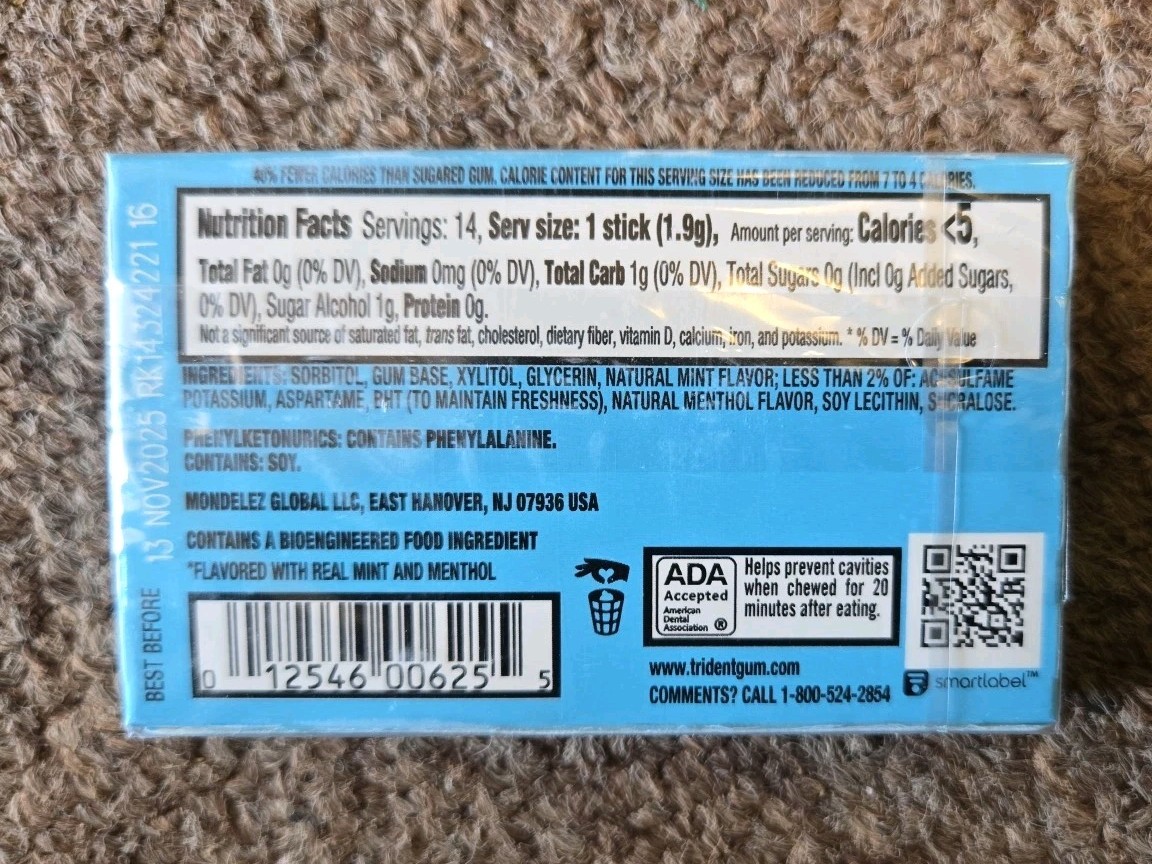 40% FEWER CALORIES THAN SUGARED GUM. CALORIE CONTENT FOR THIS SERVING SIZE HAS BEEN REDUCED FROM 7 TO 4 CALORIES.
Nutrition Facts Servings: 14, Serv size: 1 stick (1.9g), Amount per serving: Calories <5,
Total Fat 0g (0% DV), Sodium 0mg (0% DV), Total Carb 1g (0% DV), Total Sugars 0g (Incl 0g Added Sugars,
0% DV), Sugar Alcohol 1g, Protein 0g.
Not a significant source of saturated fat, trans fat, cholesterol, dietary fiber, vitamin D, calcium, iron, and potassium. * % DV = % Daily Value
INGREDIENTS: SORBITOL, GUM BASE, XYLITOL, GLYCERIN, NATURAL MINT FLAVOR; LESS THAN 2% OF: ACESULFAME
POTASSIUM, ASPARTAME, BHT (TO MAINTAIN FRESHNESS), NATURAL MENTHOL FLAVOR, SOY LECITHIN, SUCRALOSE.
PHENYLKETONURICS: CONTAINS PHENYLALANINE.
CONTAINS: SOY.
MONDELEZ GLOBAL LLC, EAST HANOVER, NJ 07936 USA
CONTAINS A BIOENGINEERED FOOD INGREDIENT
*FLAVORED WITH REAL MINT AND MENTHOL
0 12546 00625 5
ADA
Accepted
American
Dental
Association ®
Helps prevent cavities
when chewed for 20
minutes after eating.
www.tridentgum.com
COMMENTS? CALL 1-800-524-2854
smartlabel™
BEST BEFORE 13 NOV2025 RK14324221 16